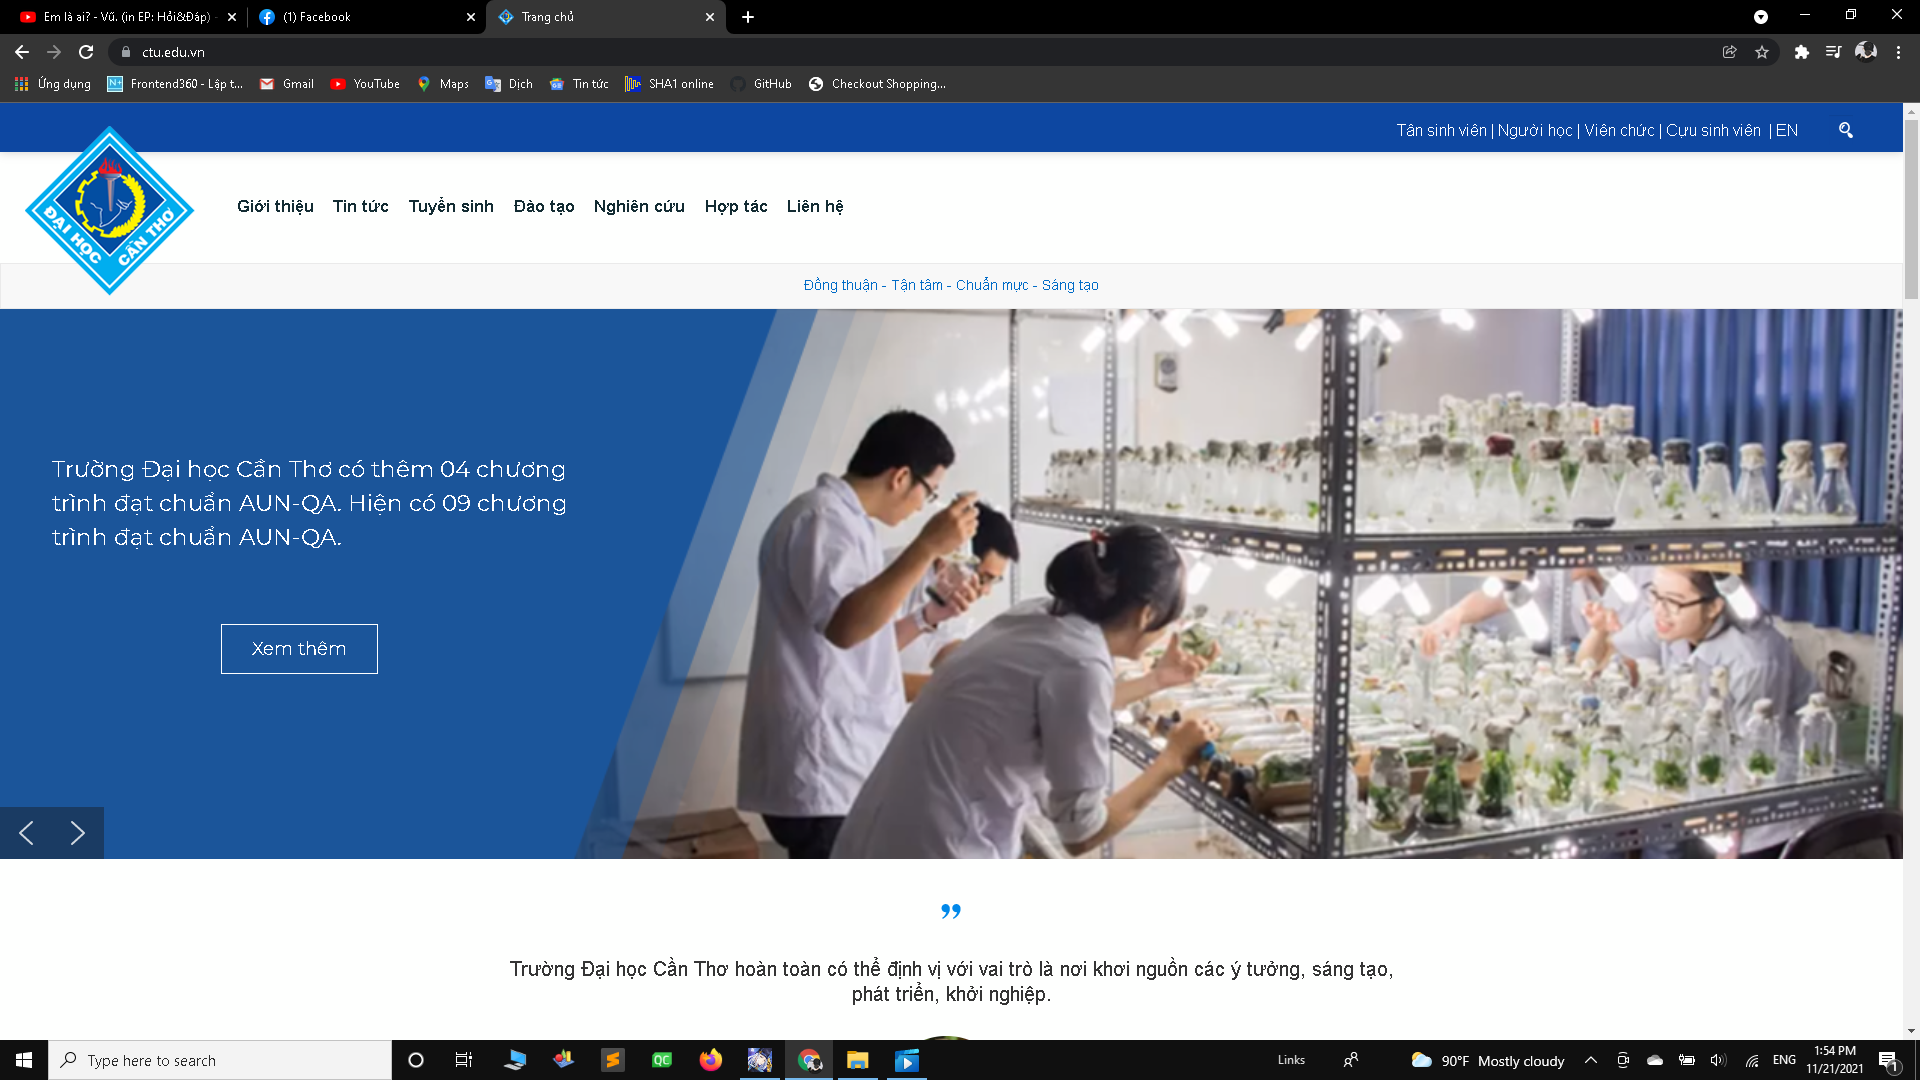 Em là ai? - Vũ. (in EP: Hỏi&Đáp) -
(1) Facebook
Trang chủ
ctu.edu.vn
Ứng dụng
Frontend360 - Lập t...
Gmail
YouTube
Maps
Dịch
Tin tức
SHA1 online
GitHub
Checkout Shopping...
Tân sinh viên | Người học | Viên chức | Cựu sinh viên | EN
ĐẠI HỌC CẦN THƠ
Giới thiệu Tin tức Tuyển sinh Đào tạo Nghiên cứu Hợp tác Liên hệ
Đồng thuận - Tận tâm - Chuẩn mực - Sáng tạo
Trường Đại học Cần Thơ có thêm 04 chương
trình đạt chuẩn AUN-QA. Hiện có 09 chương
trình đạt chuẩn AUN-QA.
Xem thêm
”
Trường Đại học Cần Thơ hoàn toàn có thể định vị với vai trò là nơi khơi nguồn các ý tưởng, sáng tạo,
phát triển, khởi nghiệp.
Type here to search
QC
Links
90°F Mostly cloudy
ENG
1:54 PM
11/21/2021
1